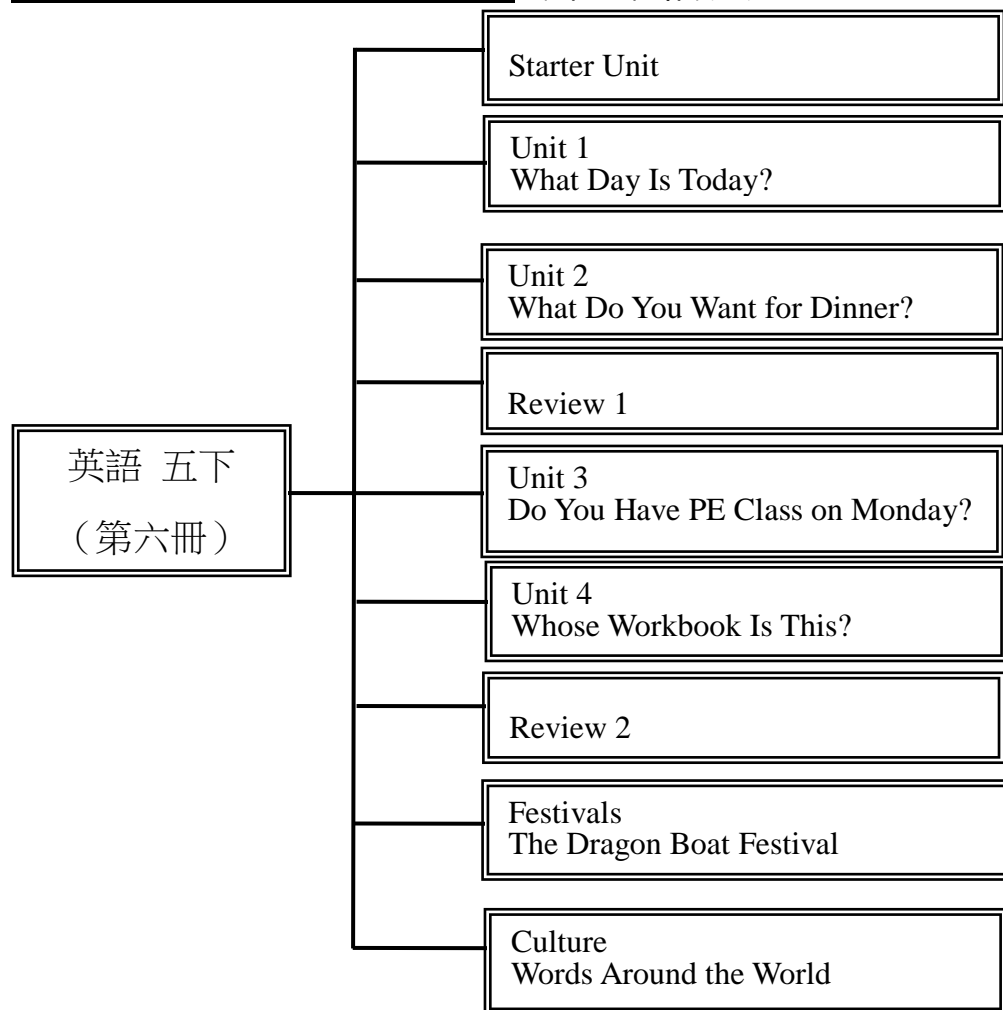 Starter Unit
Unit 1
What Day Is Today?
Unit 2
What Do You Want for Dinner?
Review 1
英語 五下
（第六冊）
Unit 3
Do You Have PE Class on Monday?
Unit 4
Whose Workbook Is This?
Review 2
Festivals
The Dragon Boat Festival
Culture
Words Around the World